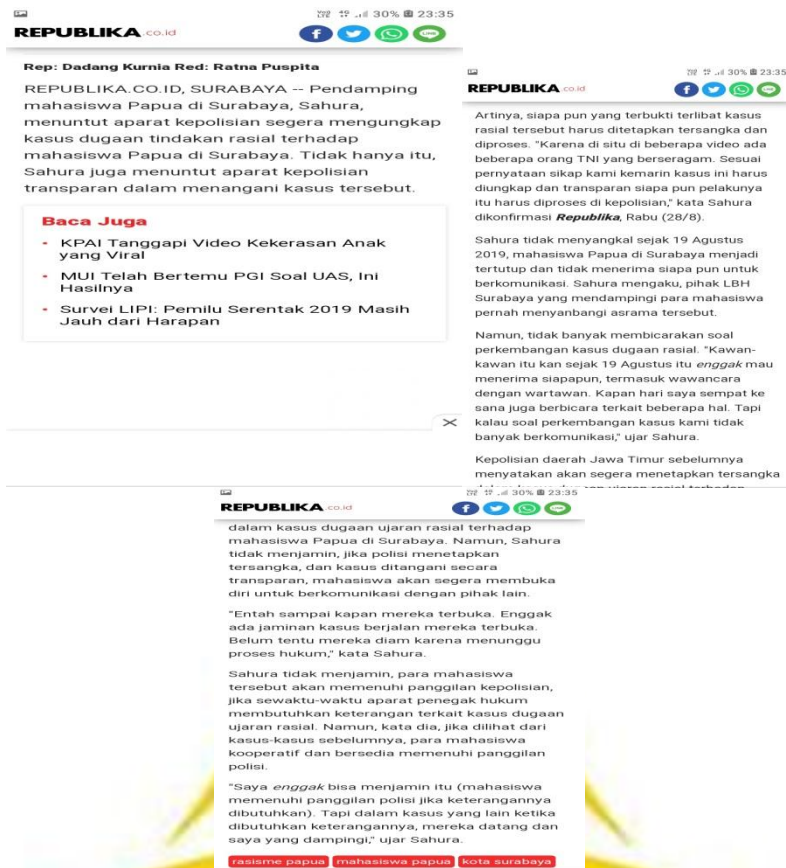 30% 23:35
REPUBLIKA.co.id
Rep: Dadang Kurnia Red: Ratna Puspita
REPUBLIKA.CO.ID, SURABAYA -- Pendamping
mahasiswa Papua di Surabaya, Sahura,
menuntut aparat kepolisian segera mengungkap
kasus dugaan tindakan rasial terhadap
mahasiswa Papua di Surabaya. Tidak hanya itu,
Sahura juga menuntut aparat kepolisian
transparan dalam menangani kasus tersebut.
Baca Juga
• KPAI Tanggapi Video Kekerasan Anak
yang Viral
• MUI Telah Bertemu PGI Soal UAS, Ini
Hasilnya
• Survei LIPI: Pemilu Serentak 2019 Masih
Jauh dari Harapan
30% 23:35
REPUBLIKA.co.id
Artinya, siapa pun yang terbukti terlibat kasus
rasial tersebut harus ditetapkan tersangka dan
diproses. "Karena di situ di beberapa video ada
beberapa orang TNI yang berseragam. Sesuai
pernyataan sikap kami kemarin kasus ini harus
diungkap dan transparan siapa pun pelakunya
itu harus diproses di kepolisian," kata Sahura
dikonfirmasi Republika, Rabu (28/8).
Sahura tidak menyangkal sejak 19 Agustus
2019, mahasiswa Papua di Surabaya menjadi
tertutup dan tidak menerima siapa pun untuk
berkomunikasi. Sahura mengaku, pihak LBH
Surabaya yang mendampingi para mahasiswa
pernah menyanbangi asrama tersebut.
Namun, tidak banyak membicarakan soal
perkembangan kasus dugaan rasial. "Kawan-
kawan itu kan sejak 19 Agustus itu enggak mau
menerima siapapun, termasuk wawancara
dengan wartawan. Kapan hari saya sempat ke
sana juga berbicara terkait beberapa hal. Tapi
kalau soal perkembangan kasus kami tidak
banyak berkomunikasi," ujar Sahura.
Kepolisian daerah Jawa Timur sebelumnya
menyatakan akan segera menetapkan tersangka
30% 23:35
REPUBLIKA.co.id
dalam kasus dugaan ujaran rasial terhadap
mahasiswa Papua di Surabaya. Namun, Sahura
tidak menjamin, jika polisi menetapkan
tersangka, dan kasus ditangani secara
transparan, mahasiswa akan segera membuka
diri untuk berkomunikasi dengan pihak lain.
"Entah sampai kapan mereka terbuka. Enggak
ada jaminan kasus berjalan mereka terbuka.
Belum tentu mereka diam karena menunggu
proses hukum," kata Sahura.
Sahura tidak menjamin, para mahasiswa
tersebut akan memenuhi panggilan kepolisian,
jika sewaktu-waktu aparat penegak hukum
membutuhkan keterangan terkait kasus dugaan
ujaran rasial. Namun, kata dia, jika dilihat dari
kasus-kasus sebelumnya, para mahasiswa
kooperatif dan bersedia memenuhi panggilan
polisi.
"Saya enggak bisa menjamin itu (mahasiswa
memenuhi panggilan polisi jika keterangannya
dibutuhkan). Tapi dalam kasus yang lain ketika
dibutuhkan keterangannya, mereka datang dan
saya yang dampingi," ujar Sahura.
rasisme papua mahasiswa papua kota surabaya